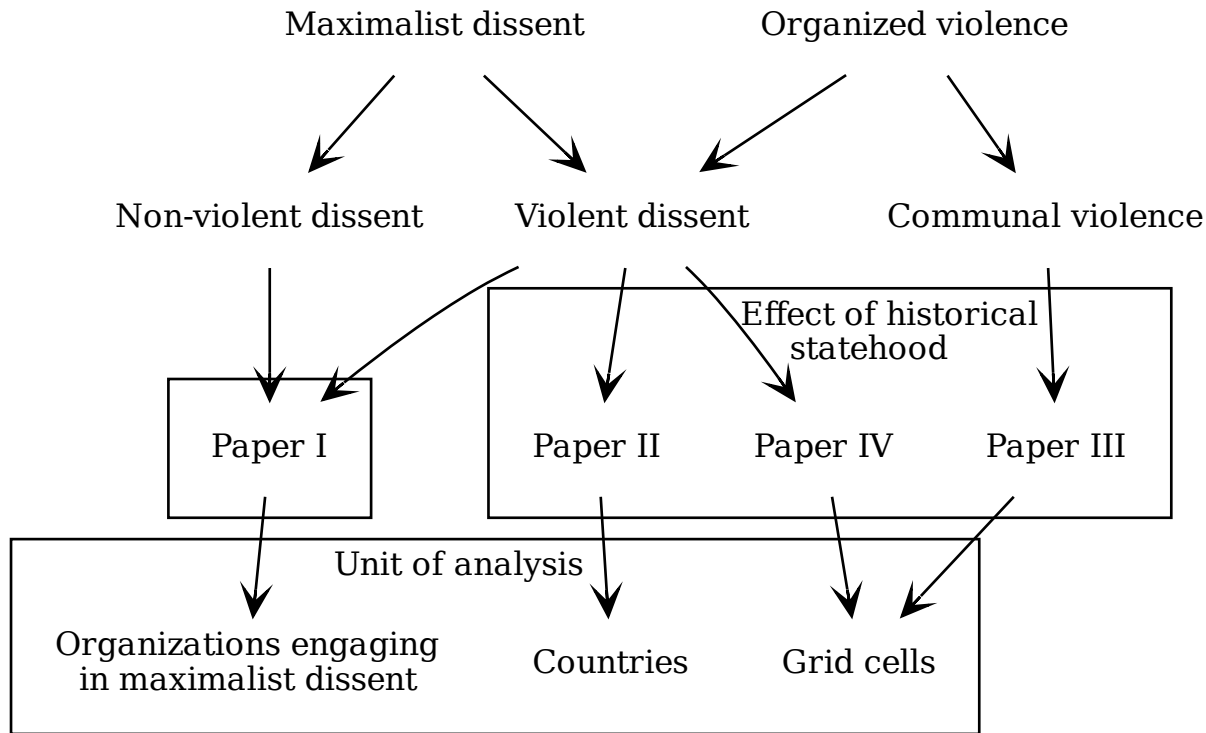 Maximalist dissent
Organized violence
Non-violent dissent
Violent dissent
Communal violence
Effect of historical
statehood
Paper I
Paper II
Paper IV
Paper III
Unit of analysis
Organizations engaging
in maximalist dissent
Countries
Grid cells